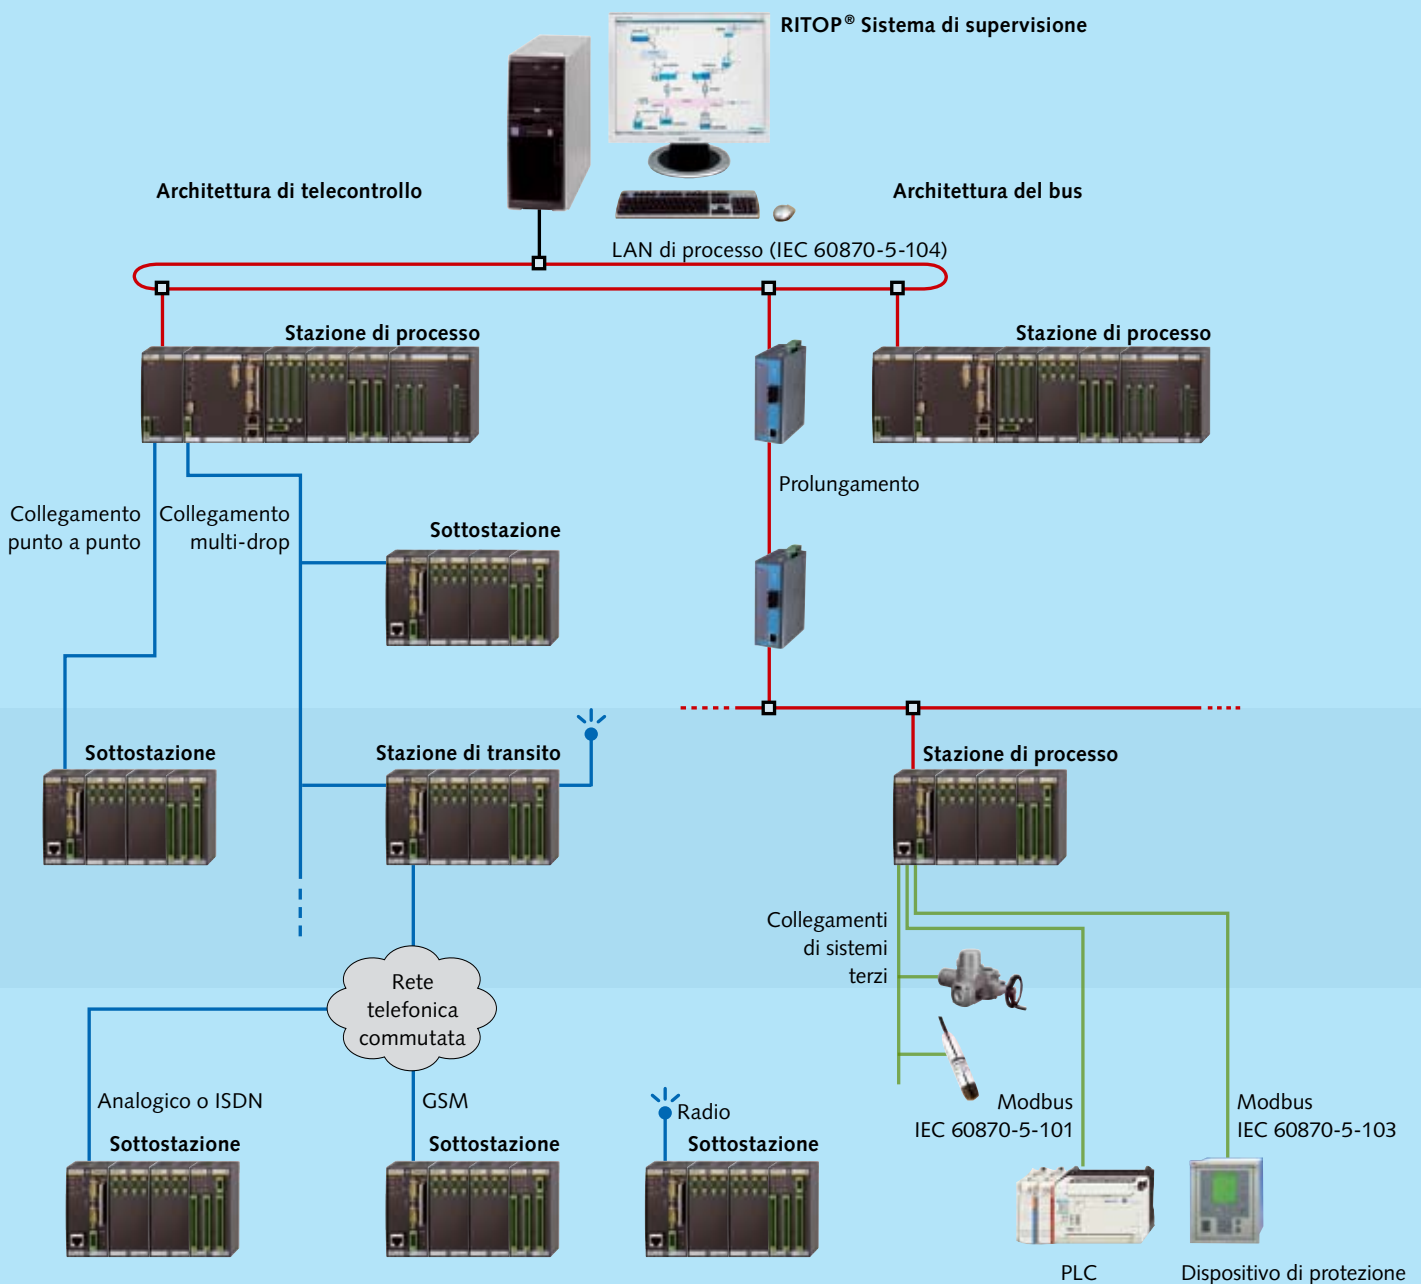 RITOP® Sistema di supervisione
Architettura di telecontrollo
Architettura del bus
LAN di processo (IEC 60870-5-104)
Stazione di processo
Stazione di processo
Prolungamento
Collegamento
punto a punto
Collegamento
multi-drop
Sottostazione
Sottostazione
Stazione di transito
Stazione di processo
Collegamenti
di sistemi
terzi
Rete
telefonica
commutata
Analogico o ISDN
GSM
Radio
Modbus
IEC 60870-5-101
Modbus
IEC 60870-5-103
Sottostazione
Sottostazione
Sottostazione
PLC
Dispositivo di protezione